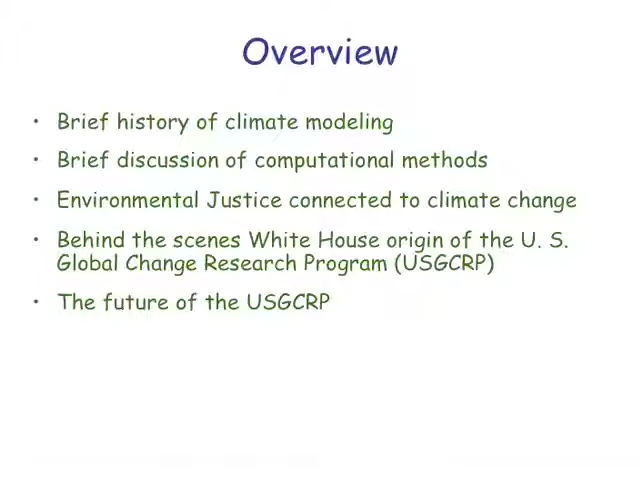 Overview
• Brief history of climate modeling
• Brief discussion of computational methods
• Environmental Justice connected to climate change
• Behind the scenes White House origin of the U. S.
Global Change Research Program (USGCRP)
• The future of the USGCRP